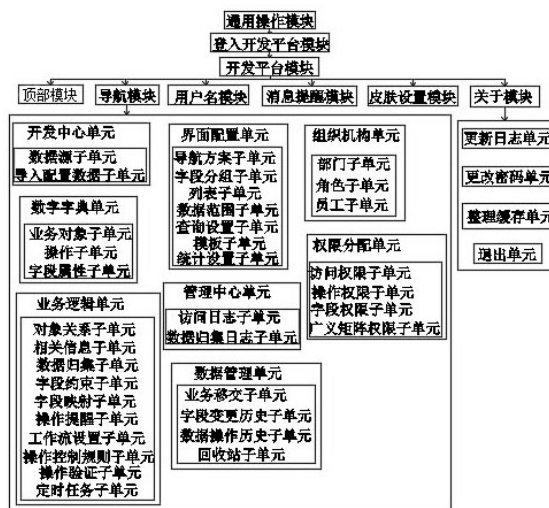 通用操作模块
登入开发平台模块
开发平台模块
顶部模块
导航模块
用户名模块
消息提醒模块
皮肤设置模块
关于模块
开发中心单元
数据源子单元
导入配置数据子单元
数字字典单元
业务对象子单元
操作子单元
字段属性子单元
业务逻辑单元
对象关系子单元
相关信息子单元
数据归集子单元
字段约束子单元
字段映射子单元
操作提醒子单元
工作流设置子单元
操作控制规则子单元
操作验证子单元
定时任务子单元
界面配置单元
导航方案子单元
字段分组子单元
列表子单元
数据范围子单元
查询设置子单元
模板子单元
统计设置子单元
管理中心单元
访问日志子单元
数据归集日志子单元
数据管理单元
业务移交子单元
字段变更历史子单元
数据操作历史子单元
回收站子单元
组织机构单元
部门子单元
角色子单元
员工子单元
权限分配单元
访问权限子单元
操作权限子单元
字段权限子单元
广义矩阵权限子单元
更新日志单元
更改密码单元
整理缓存单元
退出单元